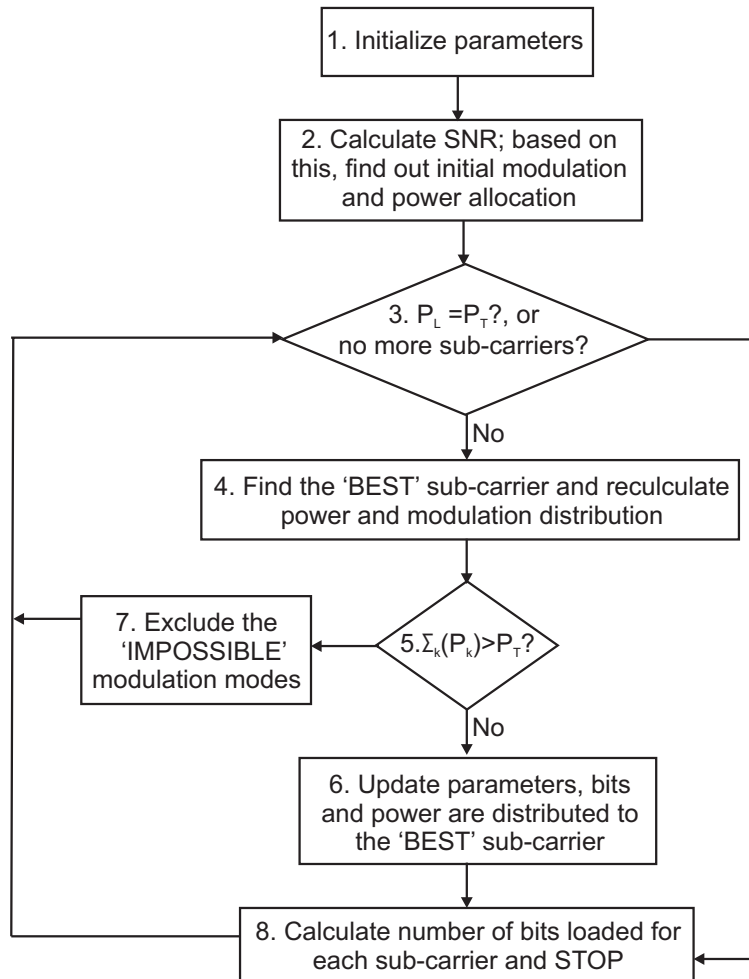 1. Initialize parameters
2. Calculate SNR; based on
this, find out initial modulation
and power allocation
3. P_L =P_T?, or
no more sub-carriers?
No
4. Find the ‘BEST’ sub-carrier and reculculate
power and modulation distribution
5.Σ_k(P_k)>P_T?
7. Exclude the
‘IMPOSSIBLE’
modulation modes
No
6. Update parameters, bits
and power are distributed to
the ‘BEST’ sub-carrier
8. Calculate number of bits loaded for
each sub-carrier and STOP